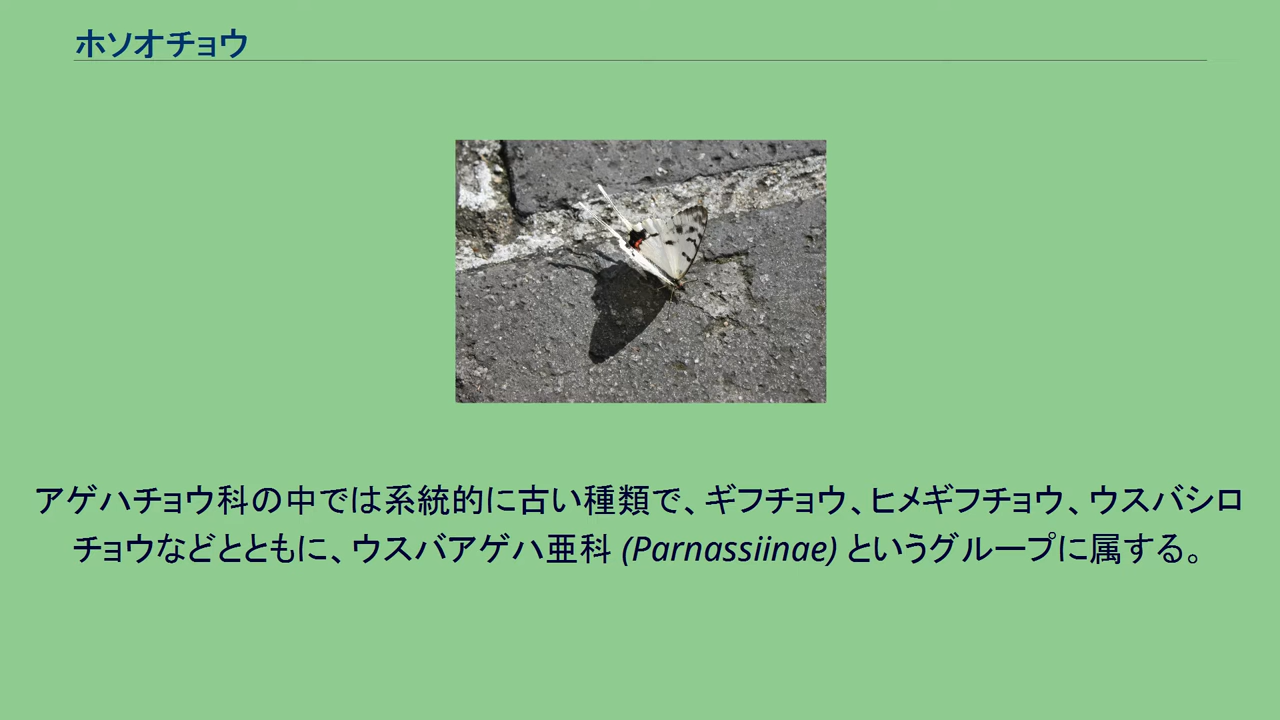 ホソオチョウ
アゲハチョウ科の中では系統的に古い種類で、ギフチョウ、ヒメギフチョウ、ウスバシロ
チョウなどとともに、ウスバアゲハ亜科 (Parnassiinae) というグループに属する。